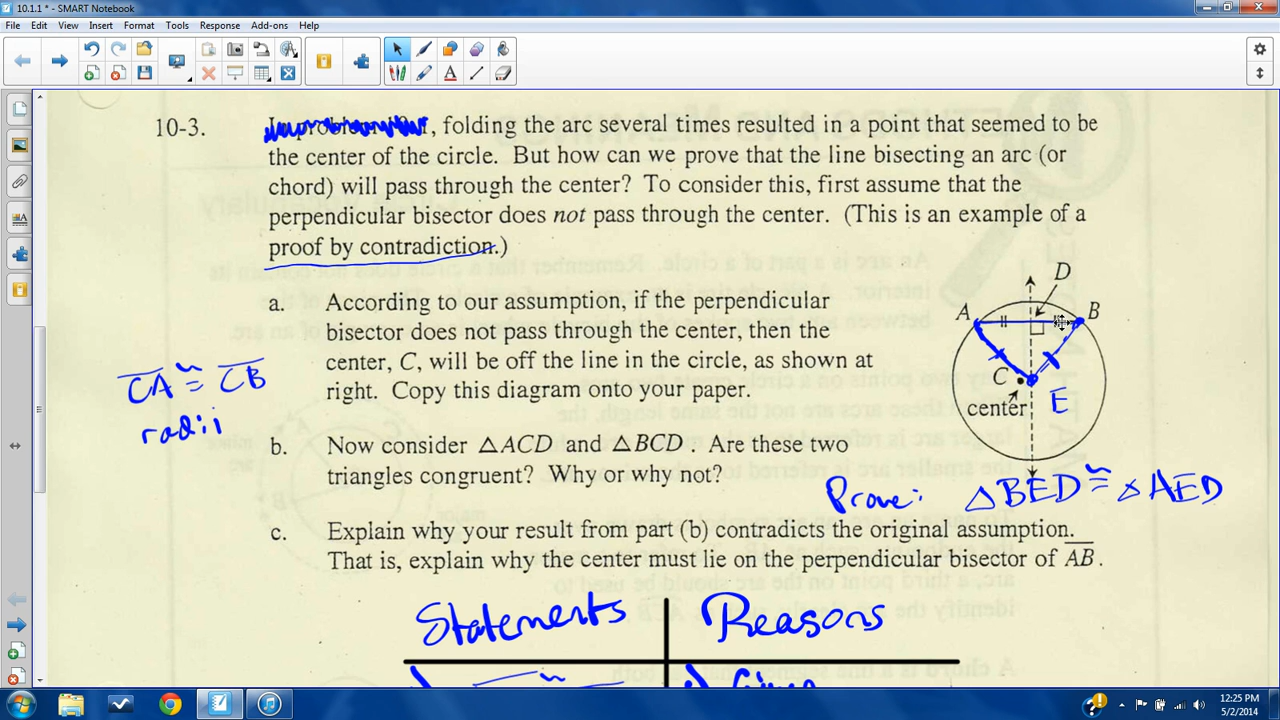 10.1.1 * - SMART Notebook
File Edit View Insert Format Tools Response Add-ons Help
10-3.
, folding the arc several times resulted in a point that seemed to be
the center of the circle. But how can we prove that the line bisecting an arc (or
chord) will pass through the center? To consider this, first assume that the
perpendicular bisector does not pass through the center. (This is an example of a
proof by contradiction.)
a. According to our assumption, if the perpendicular
bisector does not pass through the center, then the
center, C, will be off the line in the circle, as shown at
right. Copy this diagram onto your paper.
CA ≅ CB
radii
D
A
B
C
E
center
b. Now consider △ACD and △BCD. Are these two
triangles congruent? Why or why not?
Prove: △BED ≅ △AED
c. Explain why your result from part (b) contradicts the original assumption.
That is, explain why the center must lie on the perpendicular bisector of AB.
Statements Reasons
Given
12:25 PM
5/2/2014